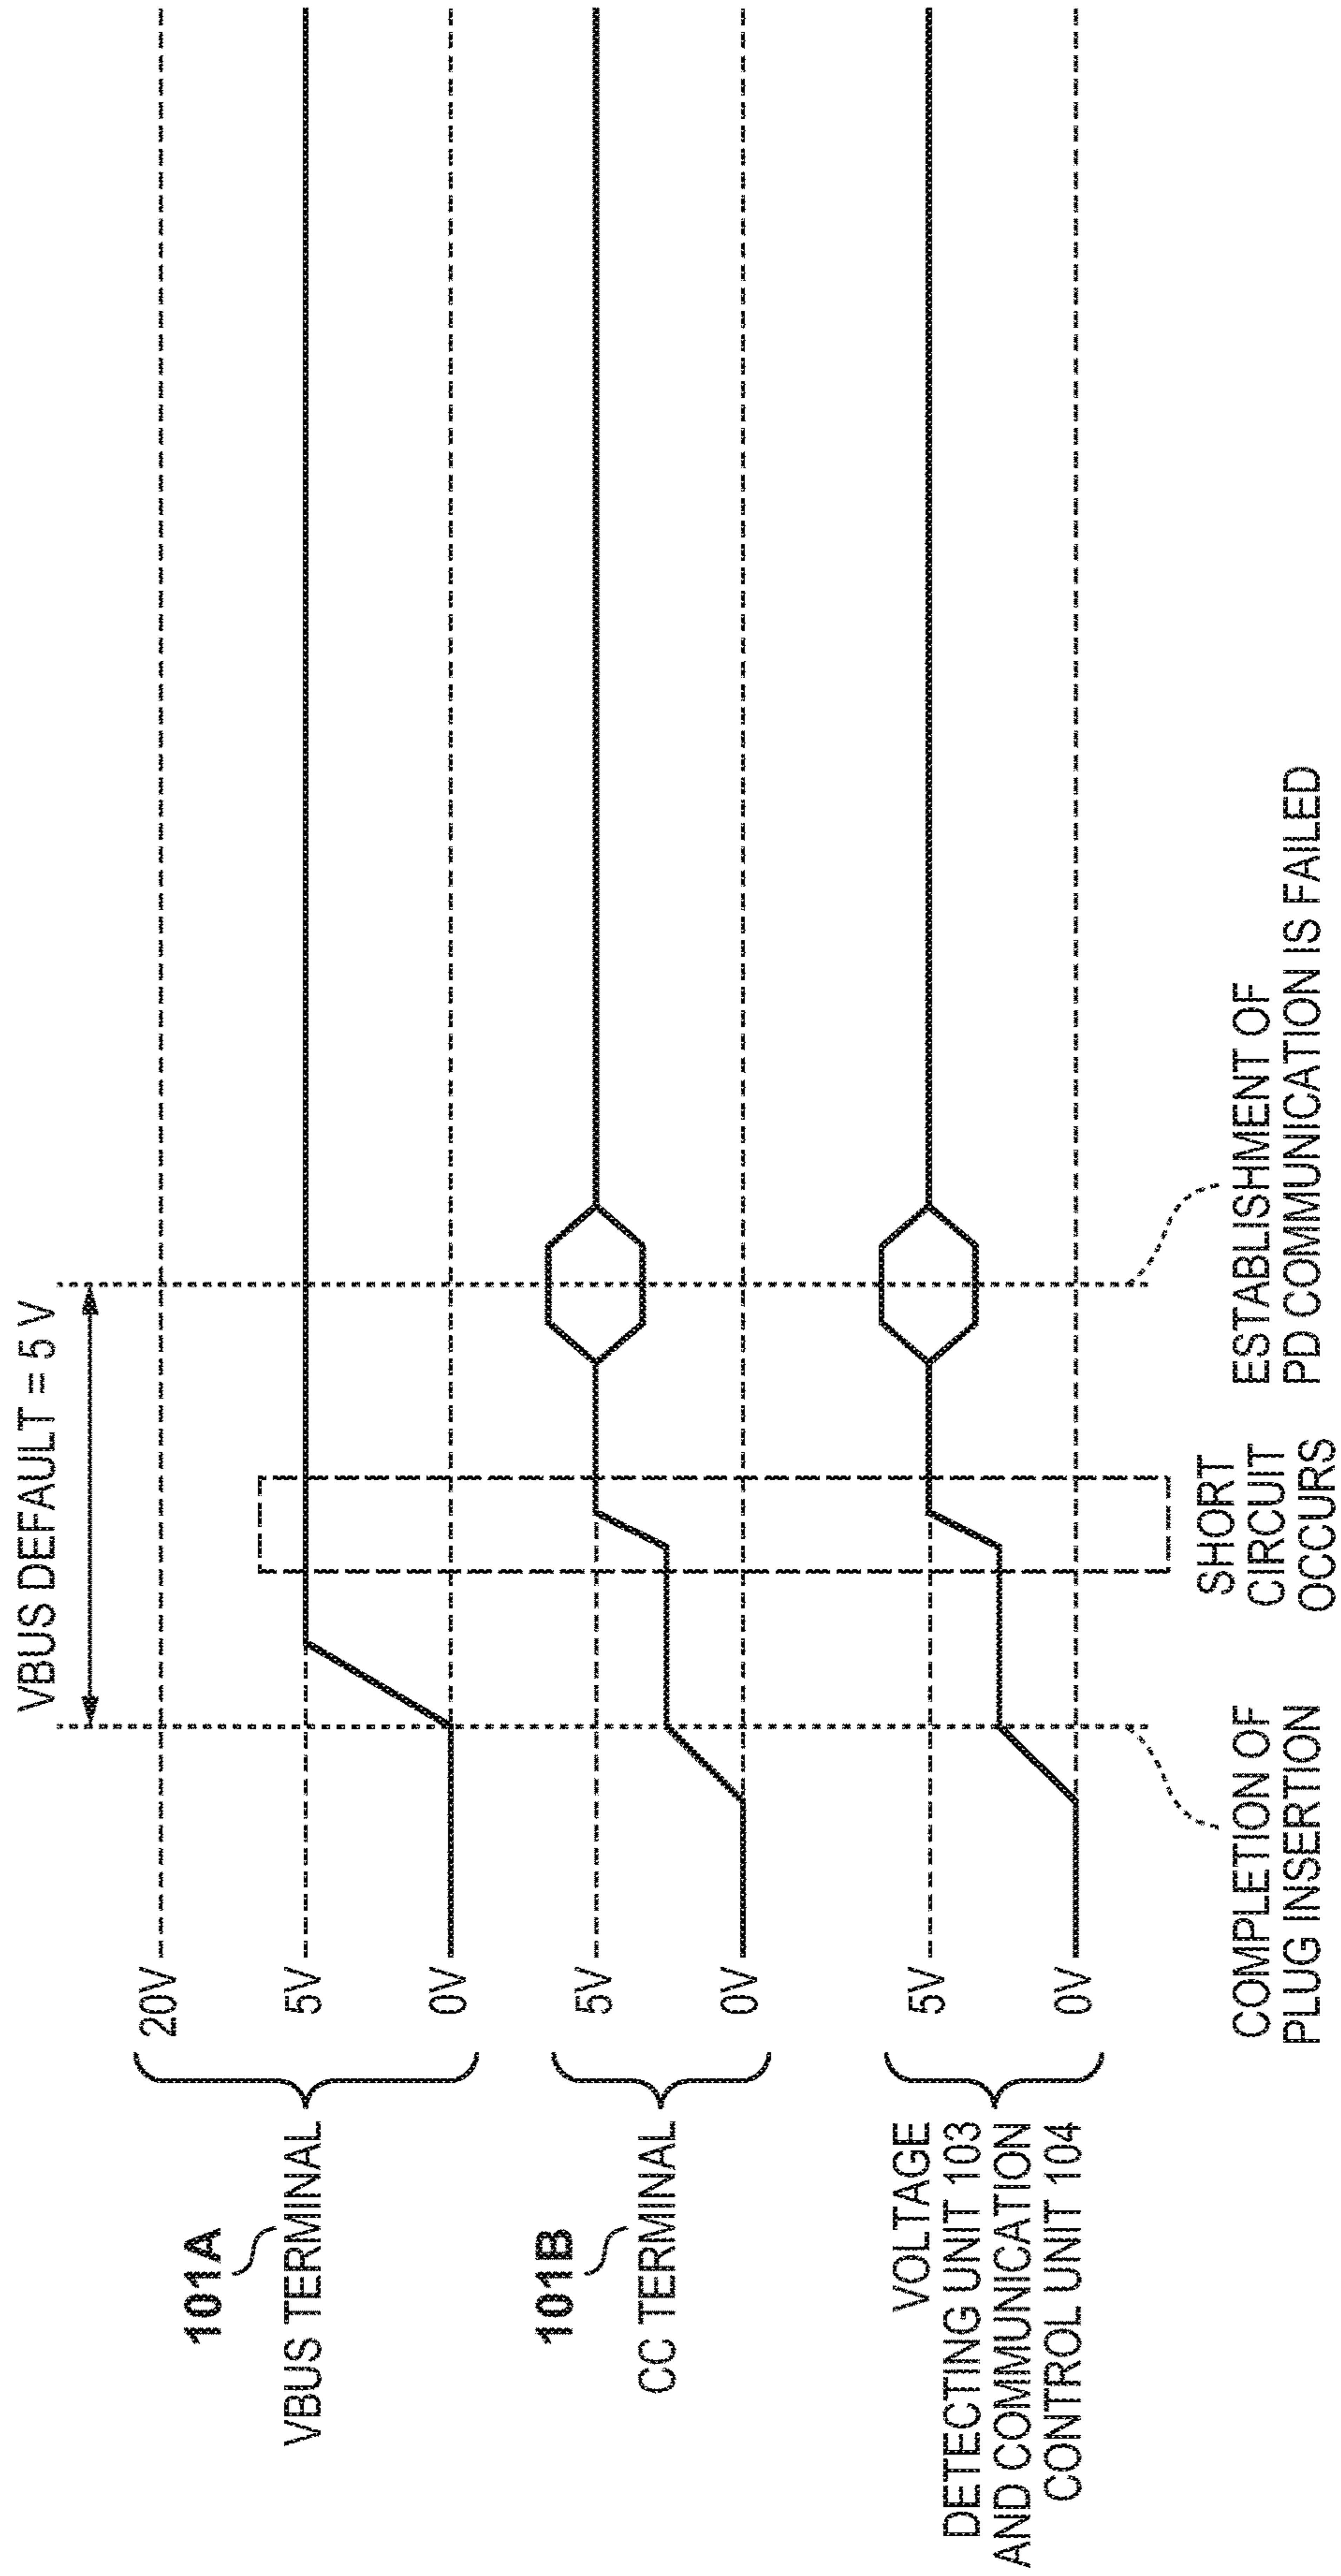 VBUS DEFAULT = 5 V
101A
VBUS TERMINAL
20V
5V
0V
101B
CC TERMINAL
5V
0V
VOLTAGE
DETECTING UNIT 103
AND COMMUNICATION
CONTROL UNIT 104
5V
0V
COMPLETION OF
PLUG INSERTION
SHORT
CIRCUIT
OCCURS
ESTABLISHMENT OF
PD COMMUNICATION IS FAILED